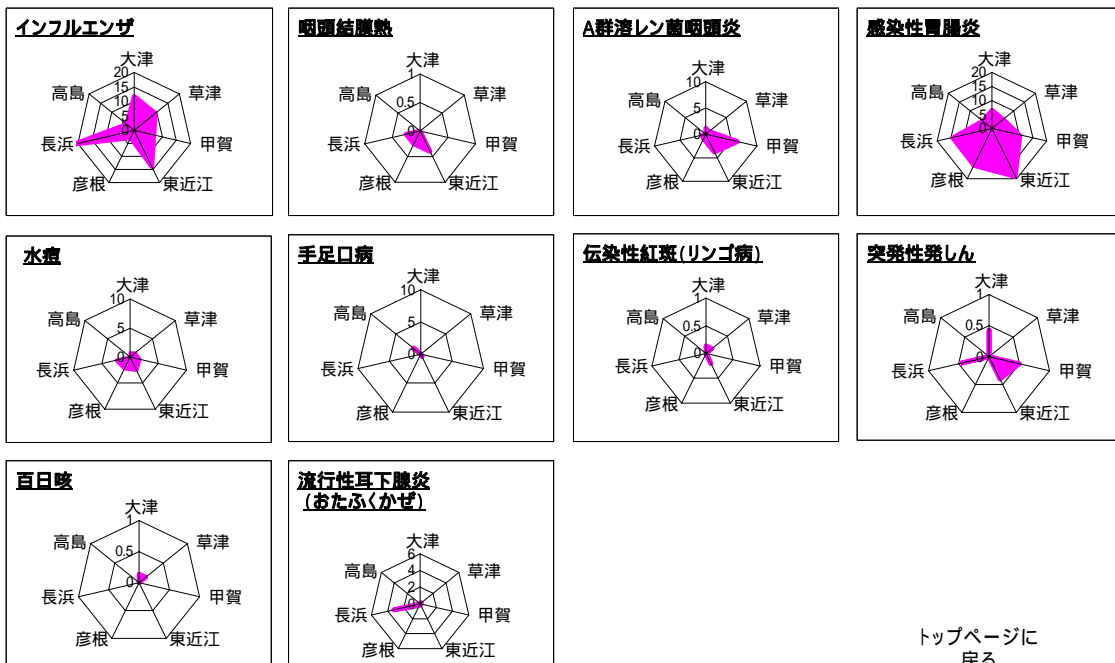 インフルエンザ
大津
草津
甲賀
東近江
彦根
長浜
高島
20
15
10
5
0
咽頭結膜熱
大津
草津
甲賀
東近江
彦根
長浜
高島
1
0.5
0
A群溶レン菌咽頭炎
大津
草津
甲賀
東近江
彦根
長浜
高島
10
5
0
感染性胃腸炎
大津
草津
甲賀
東近江
彦根
長浜
高島
20
15
10
5
0
水痘
大津
草津
甲賀
東近江
彦根
長浜
高島
10
5
0
手足口病
大津
草津
甲賀
東近江
彦根
長浜
高島
10
5
0
伝染性紅斑(リンゴ病)
大津
草津
甲賀
東近江
彦根
長浜
高島
1
0.5
0
突発性発しん
大津
草津
甲賀
東近江
彦根
長浜
高島
1
0.5
0
百日咳
大津
草津
甲賀
東近江
彦根
長浜
高島
1
0.5
0
流行性耳下腺炎
(おたふくかぜ)
大津
草津
甲賀
東近江
彦根
長浜
高島
6
4
2
0
トップページに
戻る